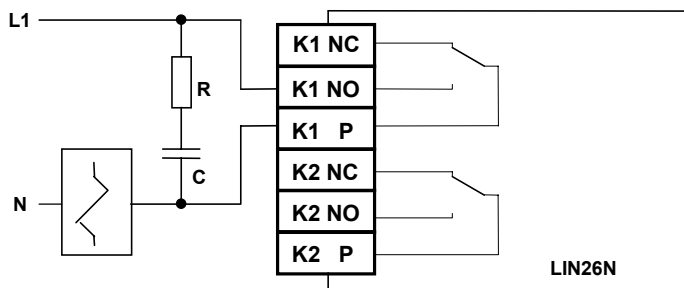 L1
K1 NC
K1 NO
R
K1 P
C
K2 NC
N
K2 NO
K2 P
LIN26N